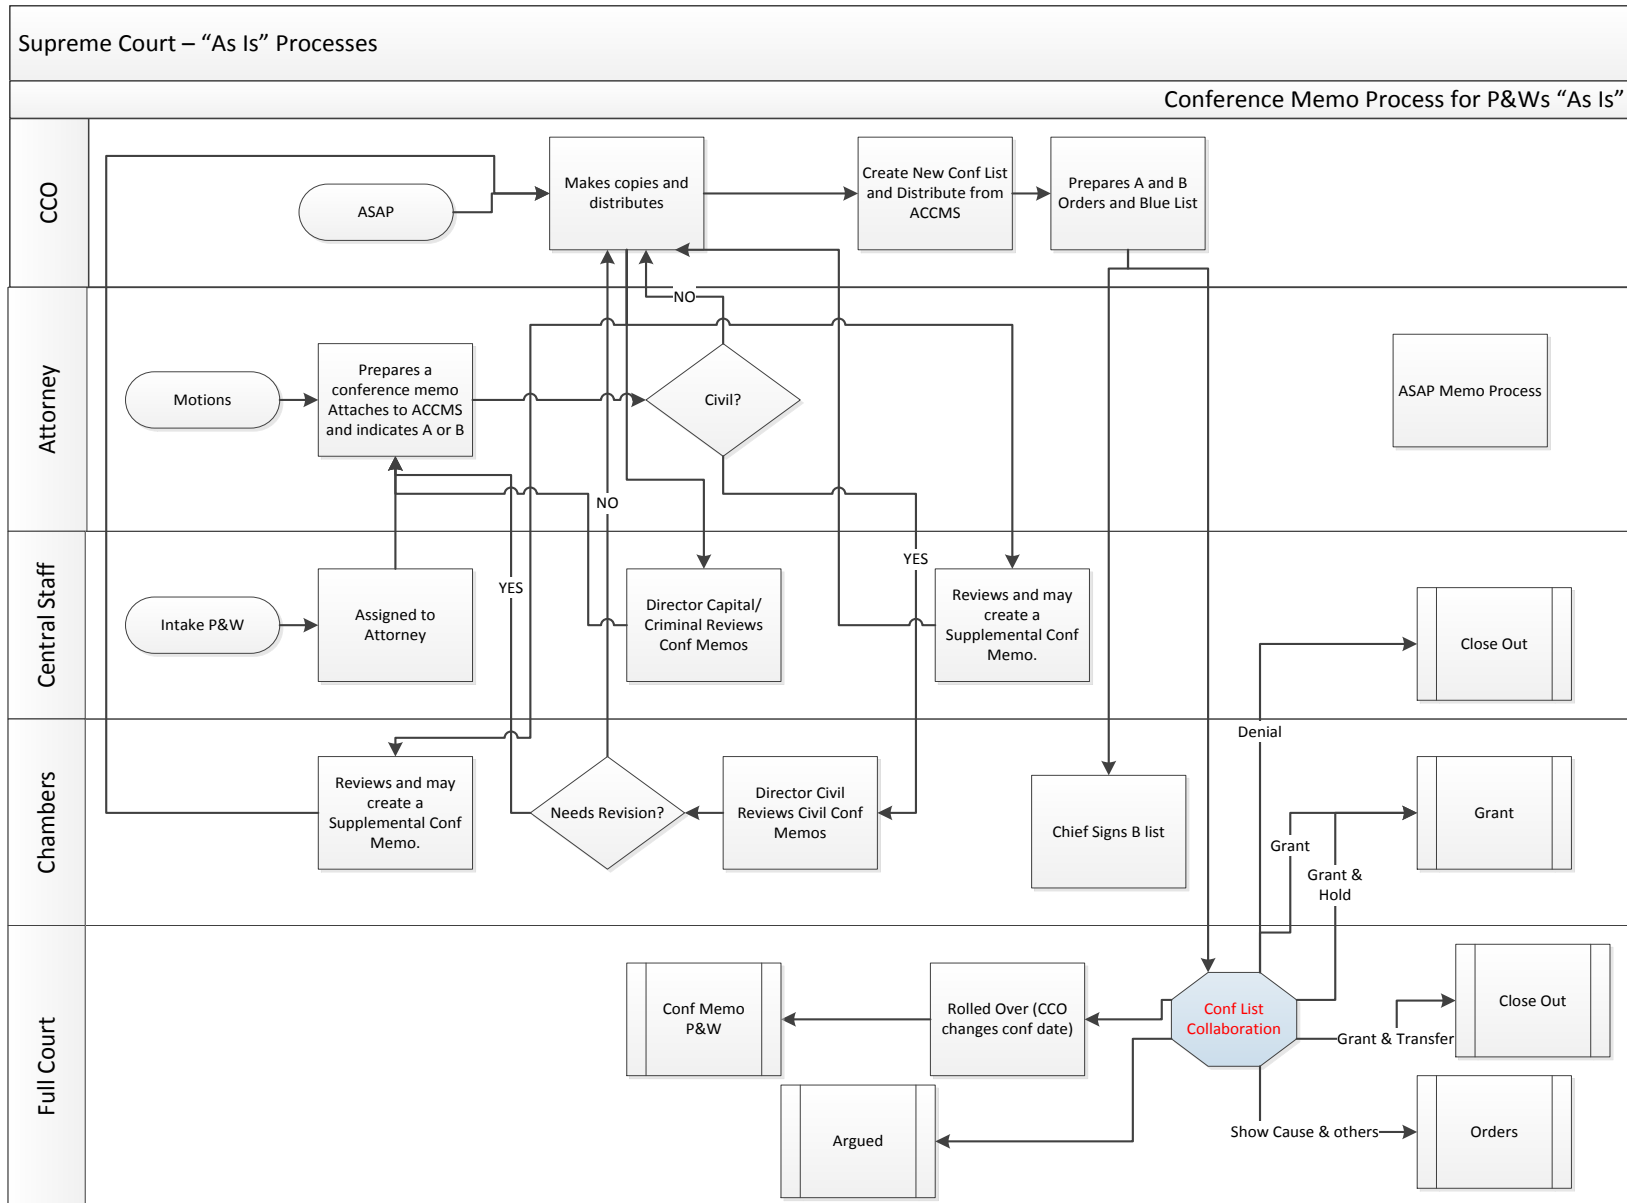 Supreme Court – “As Is” Processes
Conference Memo Process for P&Ws “As Is”
CCO
ASAP
Makes copies and
distributes
Create New Conf List
and Distribute from
ACCMS
Prepares A and B
Orders and Blue List
NO
Attorney
Motions
Prepares a
conference memo
Attaches to ACCMS
and indicates A or B
Civil?
ASAP Memo Process
NO
YES
YES
Central Staff
Intake P&W
Assigned to
Attorney
Director Capital/
Criminal Reviews
Conf Memos
Reviews and may
create a
Supplemental Conf
Memo.
Close Out
Denial
Chambers
Reviews and may
create a
Supplemental Conf
Memo.
Needs Revision?
Director Civil
Reviews Civil Conf
Memos
Chief Signs B list
Grant
Grant &
Hold
Grant
Full Court
Conf Memo
P&W
Rolled Over (CCO
changes conf date)
Conf List
Collaboration
Close Out
Grant & Transfer
Argued
Show Cause & others
Orders